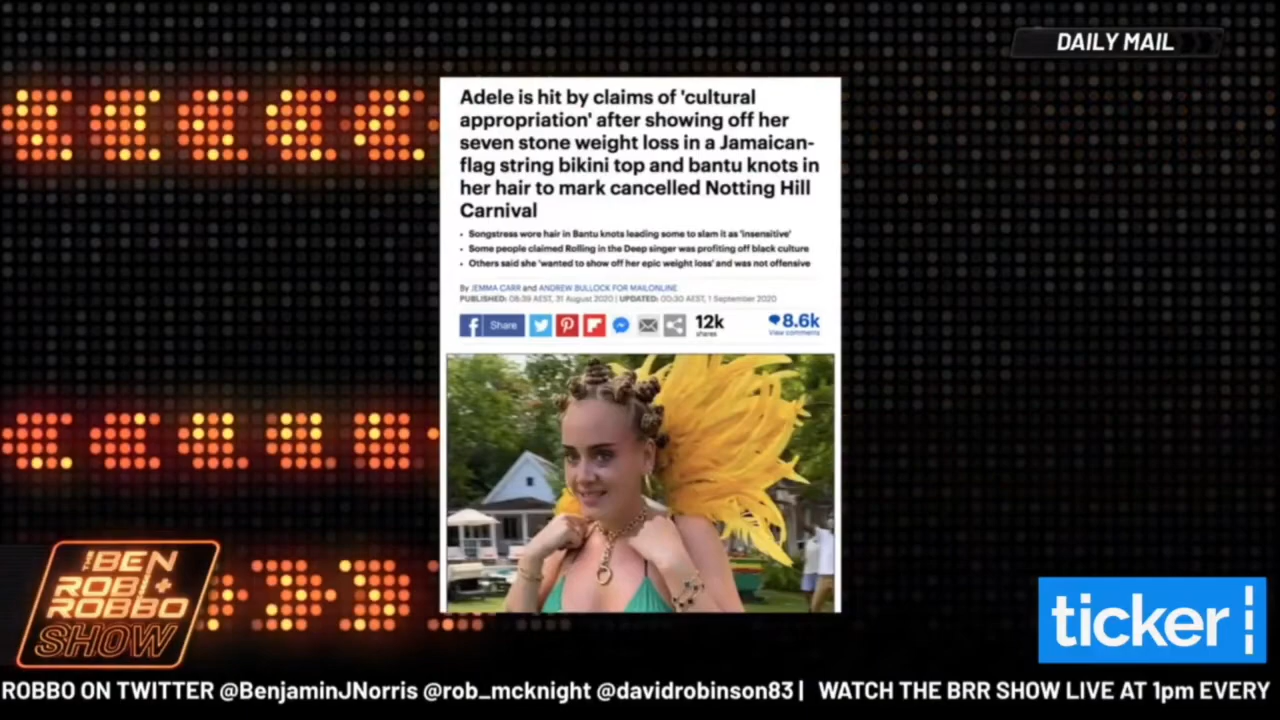 DAILY MAIL
Adele is hit by claims of 'cultural
appropriation' after showing off her
seven stone weight loss in a Jamaican-
flag string bikini top and bantu knots in
her hair to mark cancelled Notting Hill
Carnival
• Songstress wore hair in Bantu knots leading some to slam it as 'insensitive'
• Some people claimed Rolling in the Deep singer was profiting off black culture
• Others said she 'wanted to show off her epic weight loss' and was not offensive
By JEMMA CARR and ANDREW BULLOCK FOR MAILONLINE
PUBLISHED: 08:39 AEST, 31 August 2020 | UPDATED: 00:30 AEST, 1 September 2020
f Share
12k
shares
8.6k
View comments
THE BEN
ROB +
ROBBO
SHOW
ticker
ROBBO ON TWITTER @BenjaminJNorris @rob_mcknight @davidrobinson83 | WATCH THE BRR SHOW LIVE AT 1pm EVERY